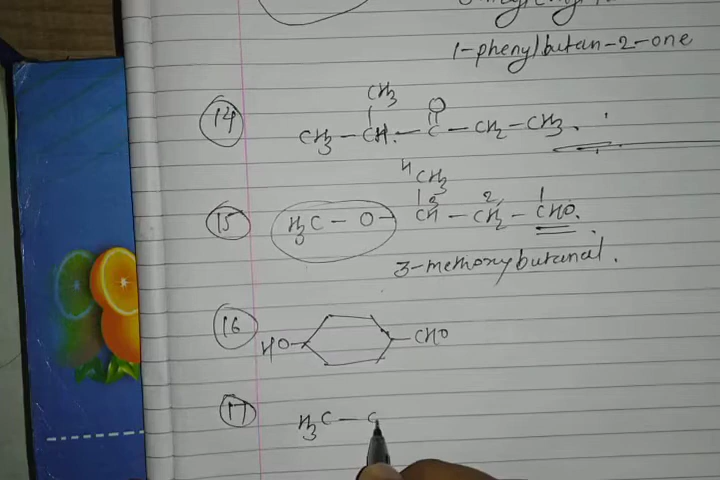 1-phenylbutan-2-one
CH3
O
14 CH3 — CH — C — CH2 — CH3.
4 CH3
3 2 1
15 H3C — O — CH — CH2 — CHO.
3-methoxybutanal.
16 HO CHO
17 H3C — C